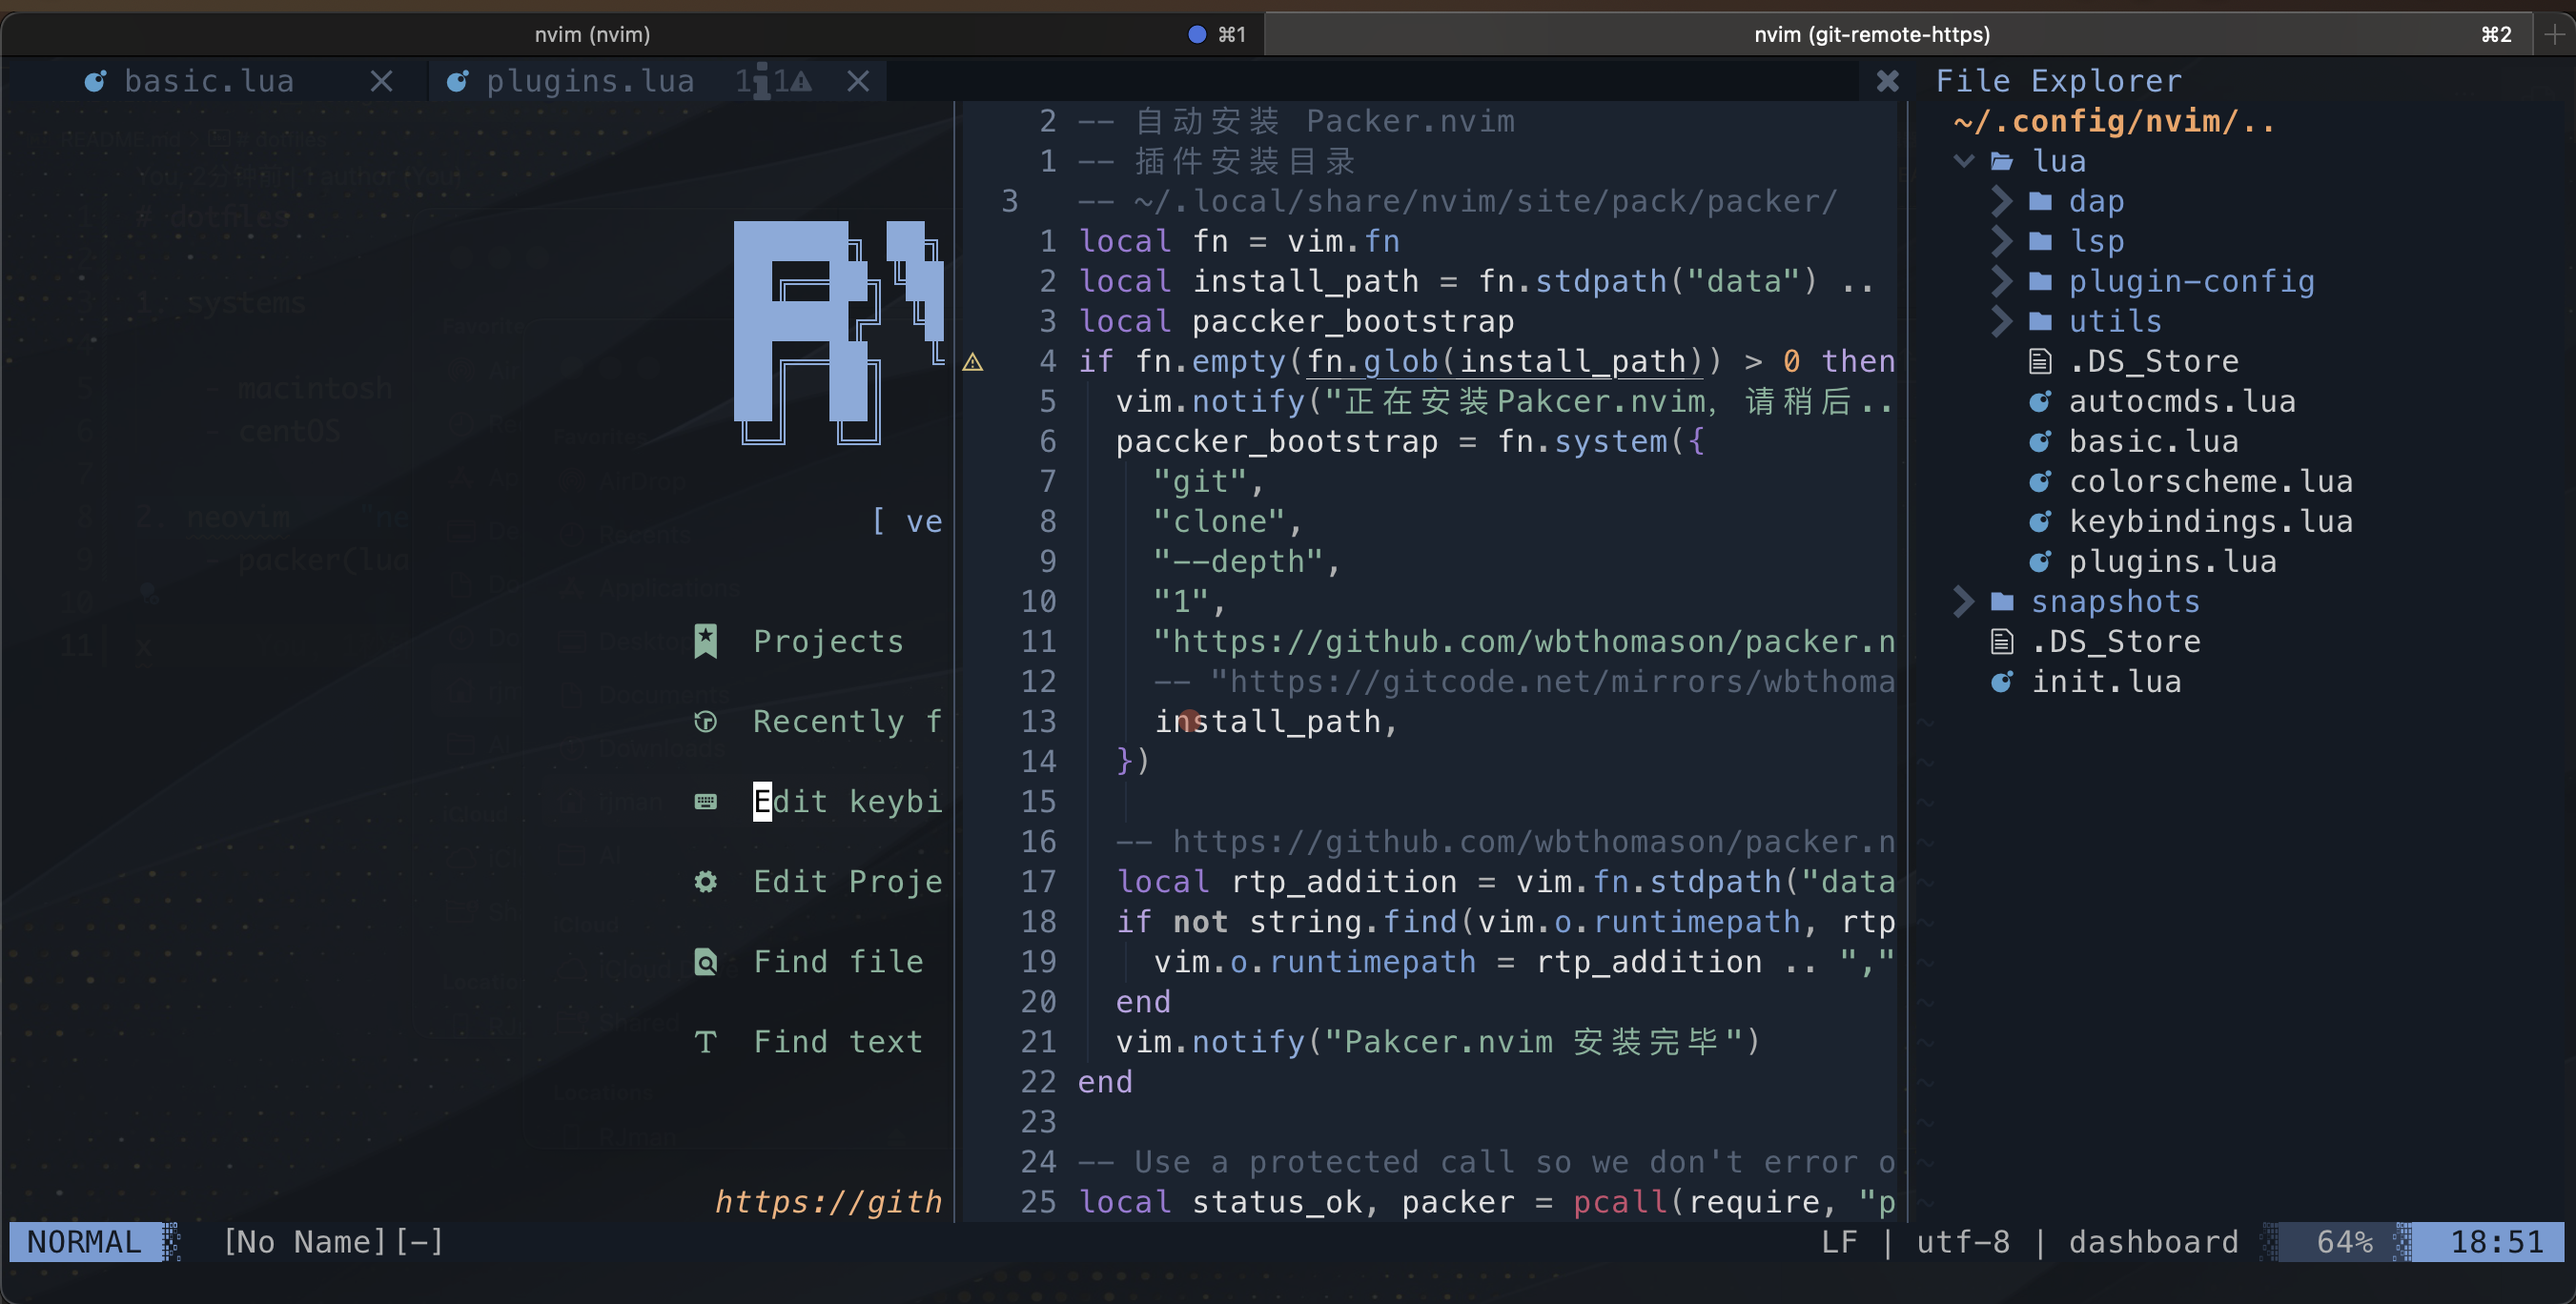 nvim (nvim) ⌘1 nvim (git-remote-https) ⌘2
basic.lua plugins.lua 1 1
[ ve
Projects
Recently f
Edit keybi
Edit Proje
Find file
Find text
https://gith
2 -- 自动安装 Packer.nvim
1 -- 插件安装目录
3 -- ~/.local/share/nvim/site/pack/packer/
1 local fn = vim.fn
2 local install_path = fn.stdpath("data") ..
3 local paccker_bootstrap
4 if fn.empty(fn.glob(install_path)) > 0 then
5 vim.notify("正在安装Pakcer.nvim, 请稍后..
6 paccker_bootstrap = fn.system({
7 "git",
8 "clone",
9 "--depth",
10 "1",
11 "https://github.com/wbthomason/packer.n
12 -- "https://gitcode.net/mirrors/wbthoma
13 install_path,
14 })
15
16 -- https://github.com/wbthomason/packer.n
17 local rtp_addition = vim.fn.stdpath("data
18 if not string.find(vim.o.runtimepath, rtp
19 vim.o.runtimepath = rtp_addition .. ","
20 end
21 vim.notify("Pakcer.nvim 安装完毕")
22 end
23
24 -- Use a protected call so we don't error o
25 local status_ok, packer = pcall(require, "p
File Explorer
~/.config/nvim/..
lua
dap
lsp
plugin-config
utils
.DS_Store
autocmds.lua
basic.lua
colorscheme.lua
keybindings.lua
plugins.lua
snapshots
.DS_Store
init.lua
NORMAL [No Name][-] LF | utf-8 | dashboard 64% 18:51